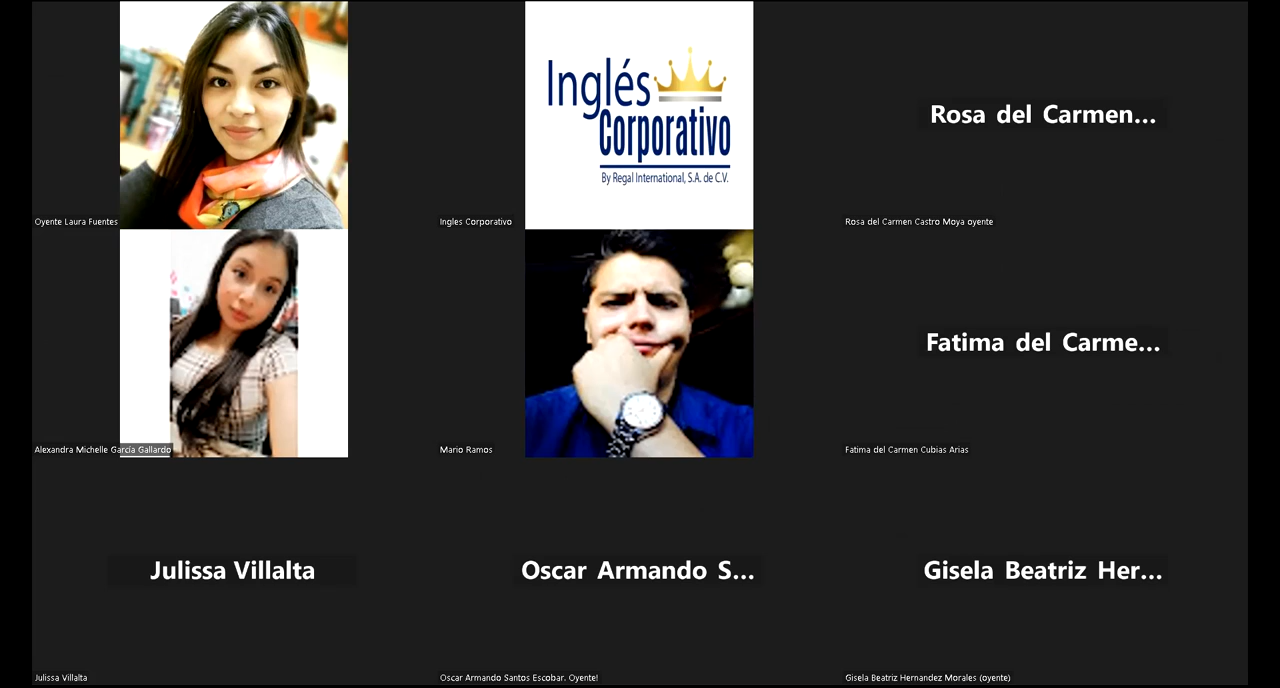 Inglés
Corporativo
By Regal International, S.A. de C.V.
Rosa del Carmen...
Oyente Laura Fuentes
Ingles Corporativo
Rosa del Carmen Castro Moya oyente
Fatima del Carme...
Alexandra Michelle García Gallardo
Mario Ramos
Fatima del Carmen Cubias Arias
Julissa Villalta
Oscar Armando S...
Gisela Beatriz Her...
Julissa Villalta
Oscar Armando Santos Escobar. Oyente!
Gisela Beatriz Hernandez Morales (oyente)